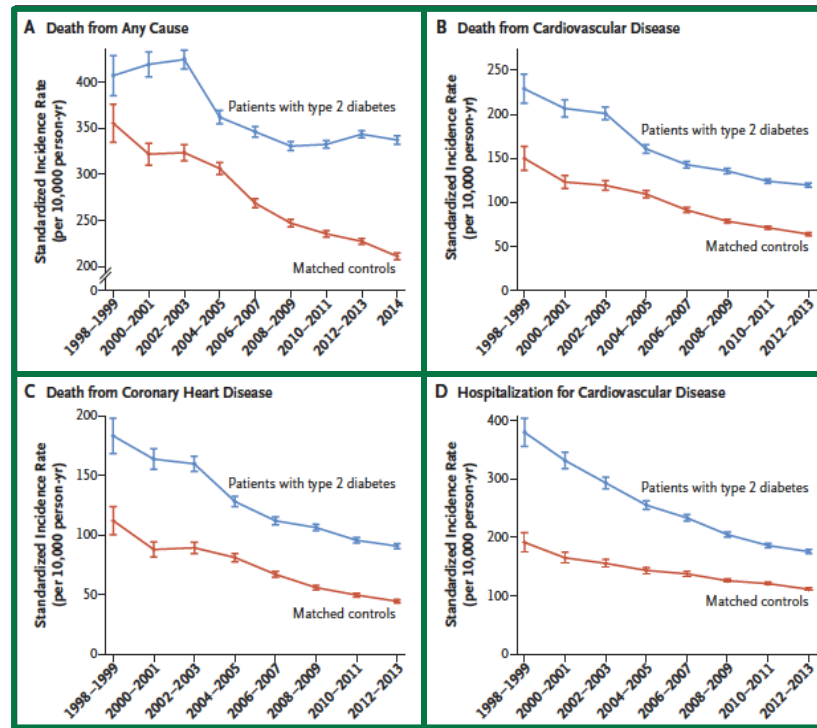 A Death from Any Cause
Standardized Incidence Rate
(per 10,000 person-yr)
400
350
300
250
200
0
Patients with type 2 diabetes
Matched controls
1998–1999
2000–2001
2002–2003
2004–2005
2006–2007
2008–2009
2010–2011
2012–2013
2014
B Death from Cardiovascular Disease
Standardized Incidence Rate
(per 10,000 person-yr)
250
200
150
100
50
0
Patients with type 2 diabetes
Matched controls
1998–1999
2000–2001
2002–2003
2004–2005
2006–2007
2008–2009
2010–2011
2012–2013
C Death from Coronary Heart Disease
Standardized Incidence Rate
(per 10,000 person-yr)
200
150
100
50
0
Patients with type 2 diabetes
Matched controls
1998–1999
2000–2001
2002–2003
2004–2005
2006–2007
2008–2009
2010–2011
2012–2013
D Hospitalization for Cardiovascular Disease
Standardized Incidence Rate
(per 10,000 person-yr)
400
300
200
100
0
Patients with type 2 diabetes
Matched controls
1998–1999
2000–2001
2002–2003
2004–2005
2006–2007
2008–2009
2010–2011
2012–2013